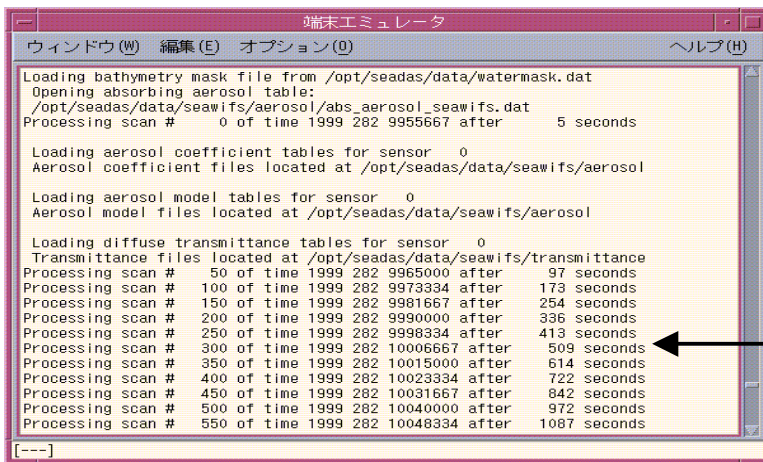 端末エミュレータ
ウィンドウ(W) 編集(E) オプション(O) ヘルプ(H)
Loading bathymetry mask file from /opt/seadas/data/watermask.dat
Opening absorbing aerosol table:
/opt/seadas/data/seawifs/aerosol/abs_aerosol_seawifs.dat
Processing scan # 0 of time 1999 282 9955667 after 5 seconds
Loading aerosol coefficient tables for sensor 0
Aerosol coefficient files located at /opt/seadas/data/seawifs/aerosol
Loading aerosol model tables for sensor 0
Aerosol model files located at /opt/seadas/data/seawifs/aerosol
Loading diffuse transmittance tables for sensor 0
Transmittance files located at /opt/seadas/data/seawifs/transmittance
Processing scan # 50 of time 1999 282 9965000 after 97 seconds
Processing scan # 100 of time 1999 282 9973334 after 173 seconds
Processing scan # 150 of time 1999 282 9981667 after 254 seconds
Processing scan # 200 of time 1999 282 9990000 after 336 seconds
Processing scan # 250 of time 1999 282 9998334 after 413 seconds
Processing scan # 300 of time 1999 282 10006667 after 509 seconds
Processing scan # 350 of time 1999 282 10015000 after 614 seconds
Processing scan # 400 of time 1999 282 10023334 after 722 seconds
Processing scan # 450 of time 1999 282 10031667 after 842 seconds
Processing scan # 500 of time 1999 282 10040000 after 972 seconds
Processing scan # 550 of time 1999 282 10048334 after 1087 seconds
[---]